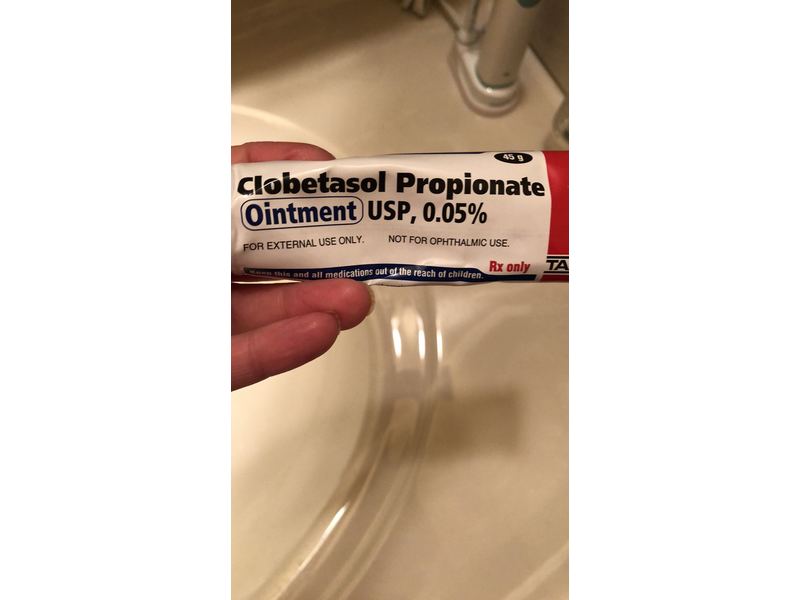 45 g
Clobetasol Propionate
Ointment USP, 0.05%
FOR EXTERNAL USE ONLY. NOT FOR OPHTHALMIC USE.
Keep this and all medications out of the reach of children. Rx only
TA